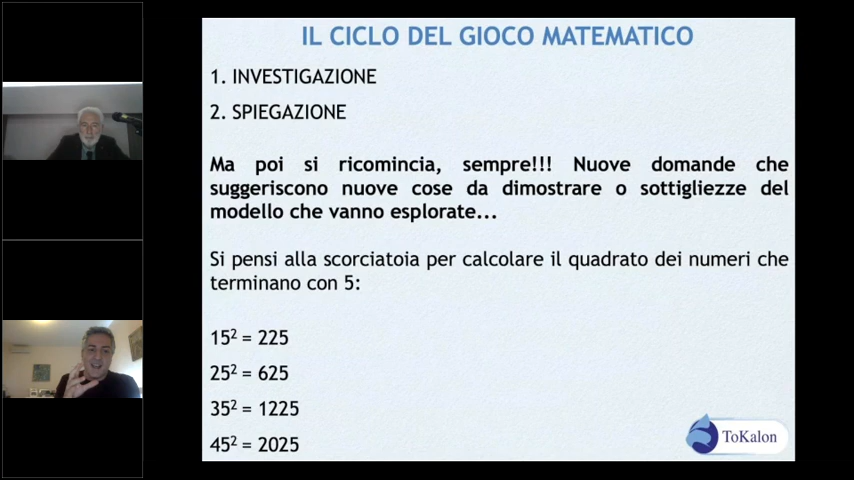 IL CICLO DEL GIOCO MATEMATICO
1. INVESTIGAZIONE
2. SPIEGAZIONE
Ma poi si ricomincia, sempre!!! Nuove domande che
suggeriscono nuove cose da dimostrare o sottigliezze del
modello che vanno esplorate...
Si pensi alla scorciatoia per calcolare il quadrato dei numeri che
terminano con 5:
15² = 225
25² = 625
35² = 1225
45² = 2025
ToKalon